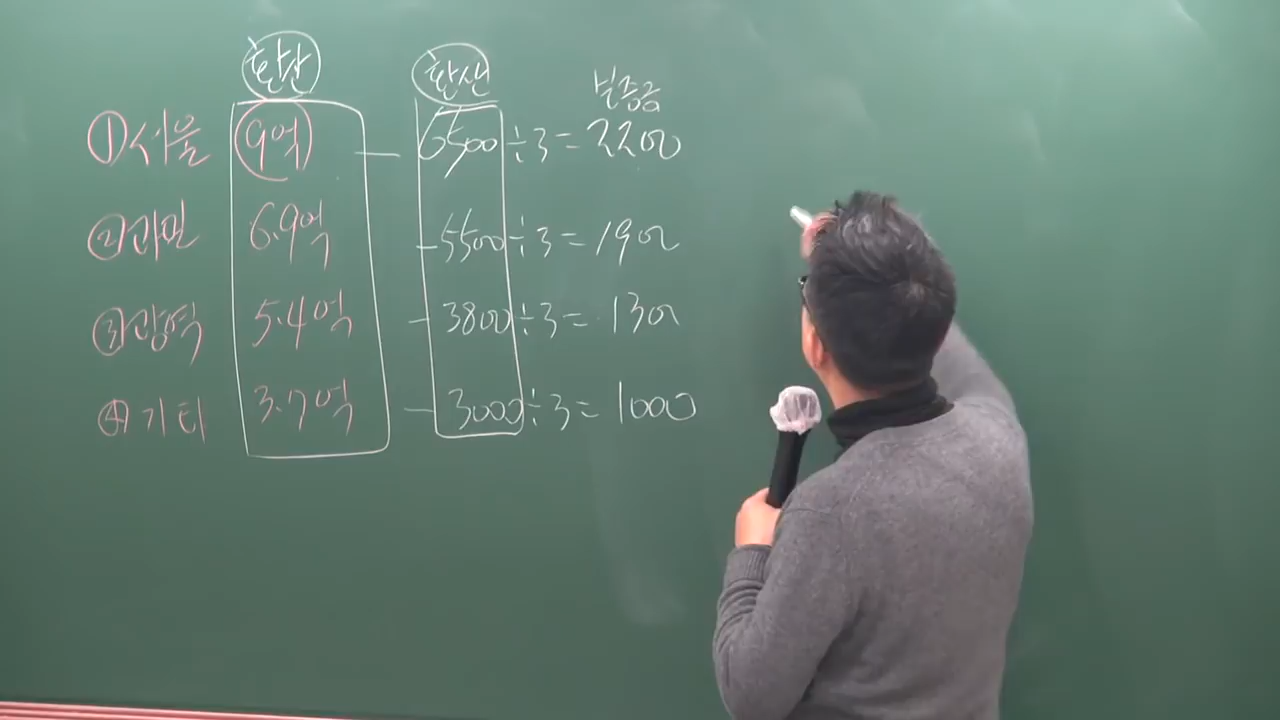 환산 환산 보증금
①서울 9억 — 6500÷3=2200
②과밀 6.9억 - 5500÷3=1900
③광역 5.4억 - 3800÷3=1300
④기타 3.7억 - 3000÷3=1000